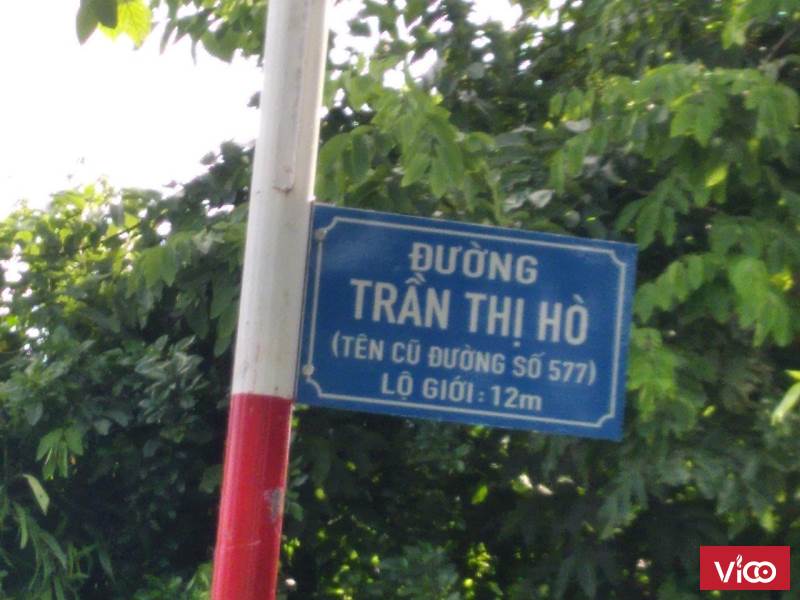 ĐƯỜNG
TRẦN THỊ HÒ
(TÊN CŨ ĐƯỜNG SỐ 577)
LỘ GIỚI : 12m
Vico